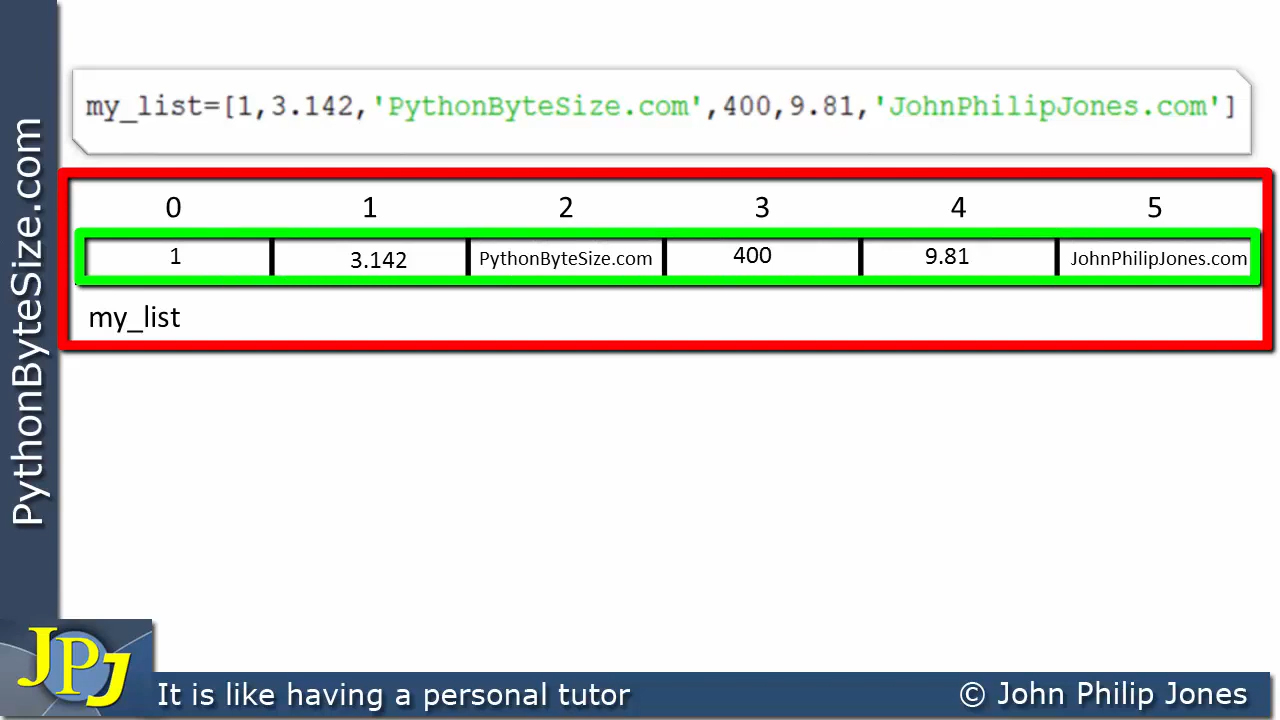 my_list=[1,3.142,'PythonByteSize.com',400,9.81,'JohnPhilipJones.com']
0 1 2 3 4 5
1 3.142 PythonByteSize.com 400 9.81 JohnPhilipJones.com
my_list
PythonByteSize.com
JPJ
It is like having a personal tutor
© John Philip Jones